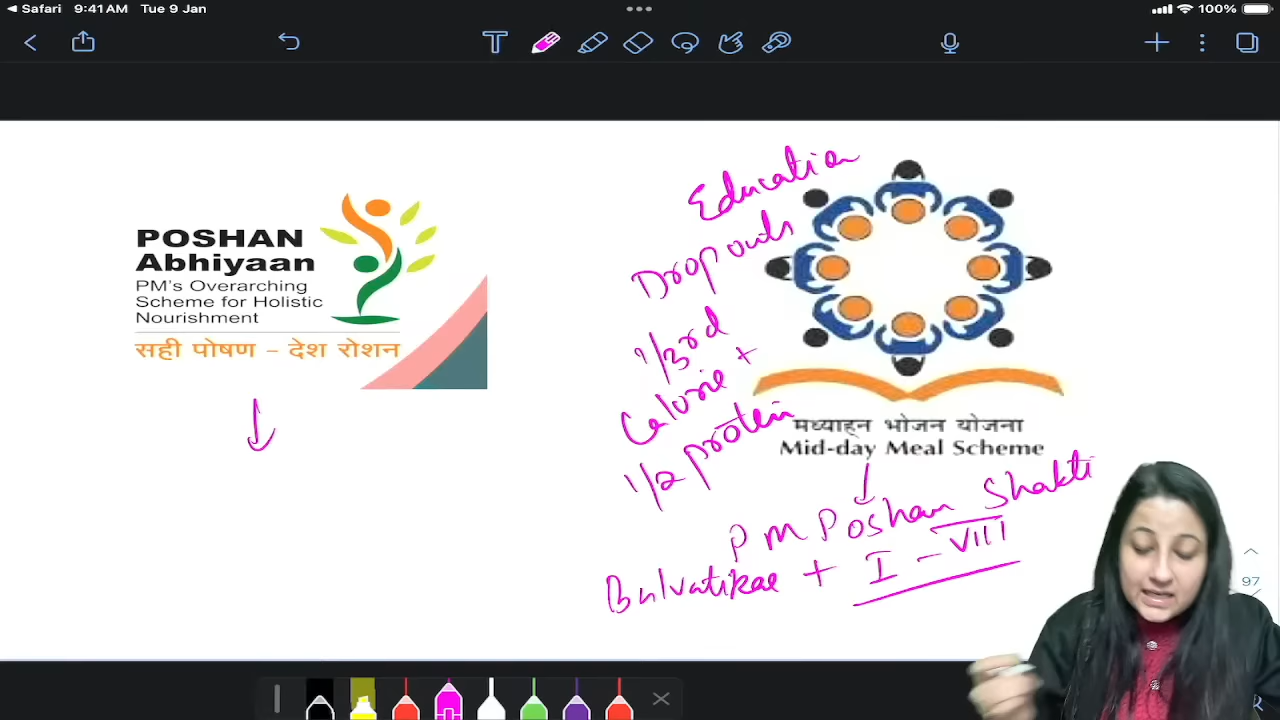 Safari 9:41 AM Tue 9 Jan
100%
T
POSHAN
Abhiyaan
PM's Overarching
Scheme for Holistic
Nourishment
सही पोषण - देश रोशन
Education
Drop outs
1/3rd
Calorie +
1/2 protein
मध्याह्न भोजन योजना
Mid-day Meal Scheme
PM Poshan Shakti
Balvatikae + I - VIII
97